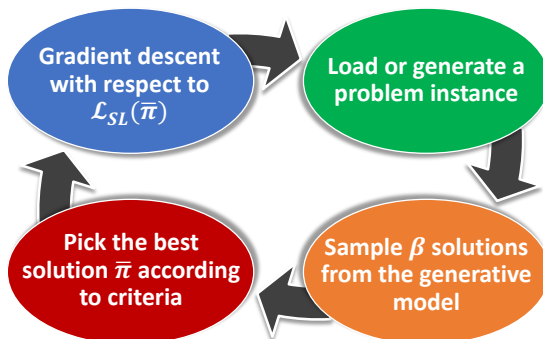 Gradient descent
with respect to
𝓛_SL(π̅)
Load or generate a
problem instance
Sample β solutions
from the generative
model
Pick the best
solution π̅ according
to criteria